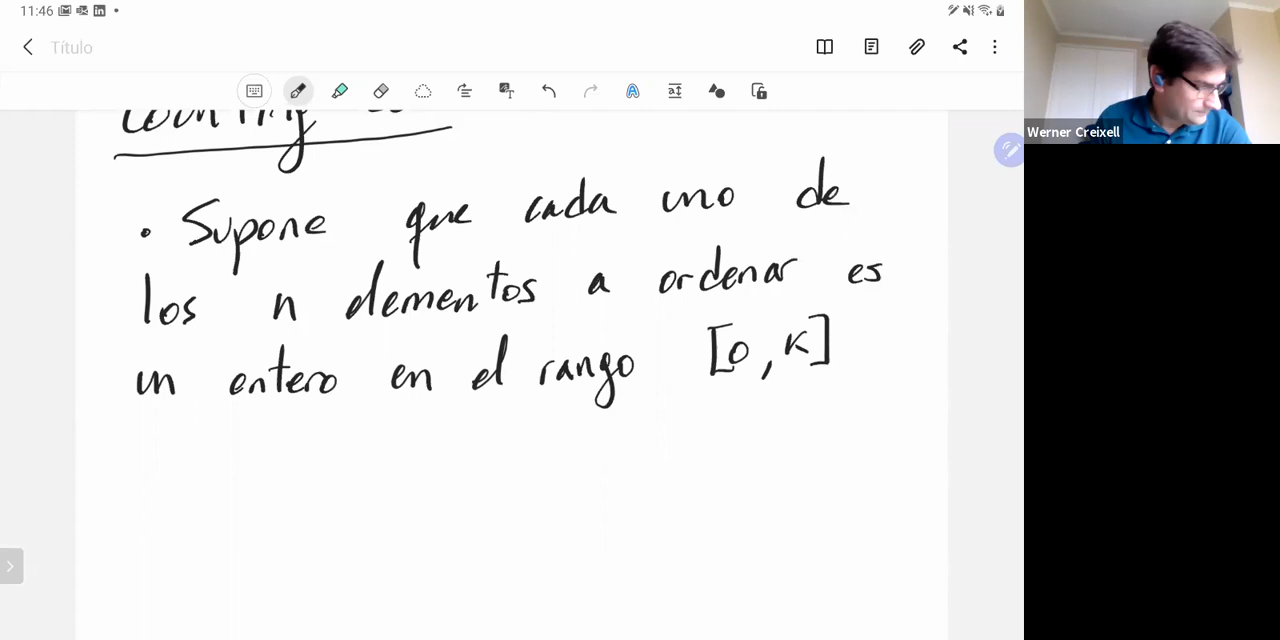 11:46
Título
Werner Creixell
• Supone que cada uno de
los n elementos a ordenar es
un entero en el rango [0, K]